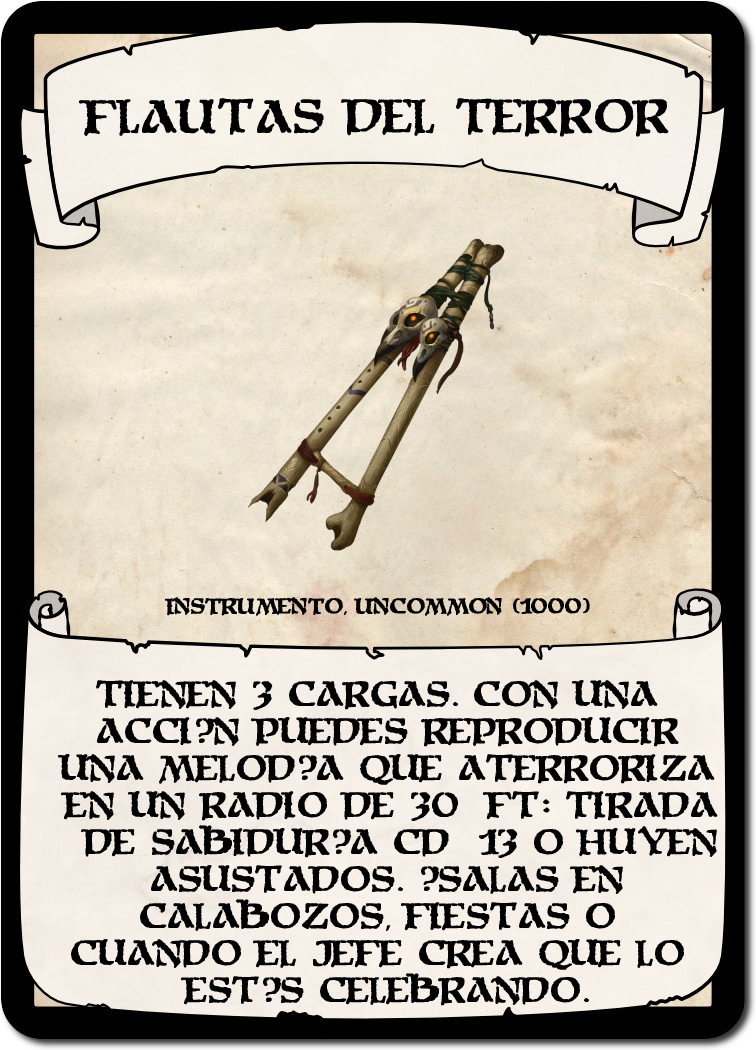 FLAUTAS DEL TERROR
INSTRUMENTO, UNCOMMON (1000)
TIENEN 3 CARGAS. CON UNA
ACCI?N PUEDES REPRODUCIR
UNA MELOD?A QUE ATERRORIZA
EN UN RADIO DE 30 FT: TIRADA
DE SABIDUR?A CD 13 O HUYEN
ASUSTADOS. ?SALAS EN
CALABOZOS, FIESTAS O
CUANDO EL JEFE CREA QUE LO
EST?S CELEBRANDO.